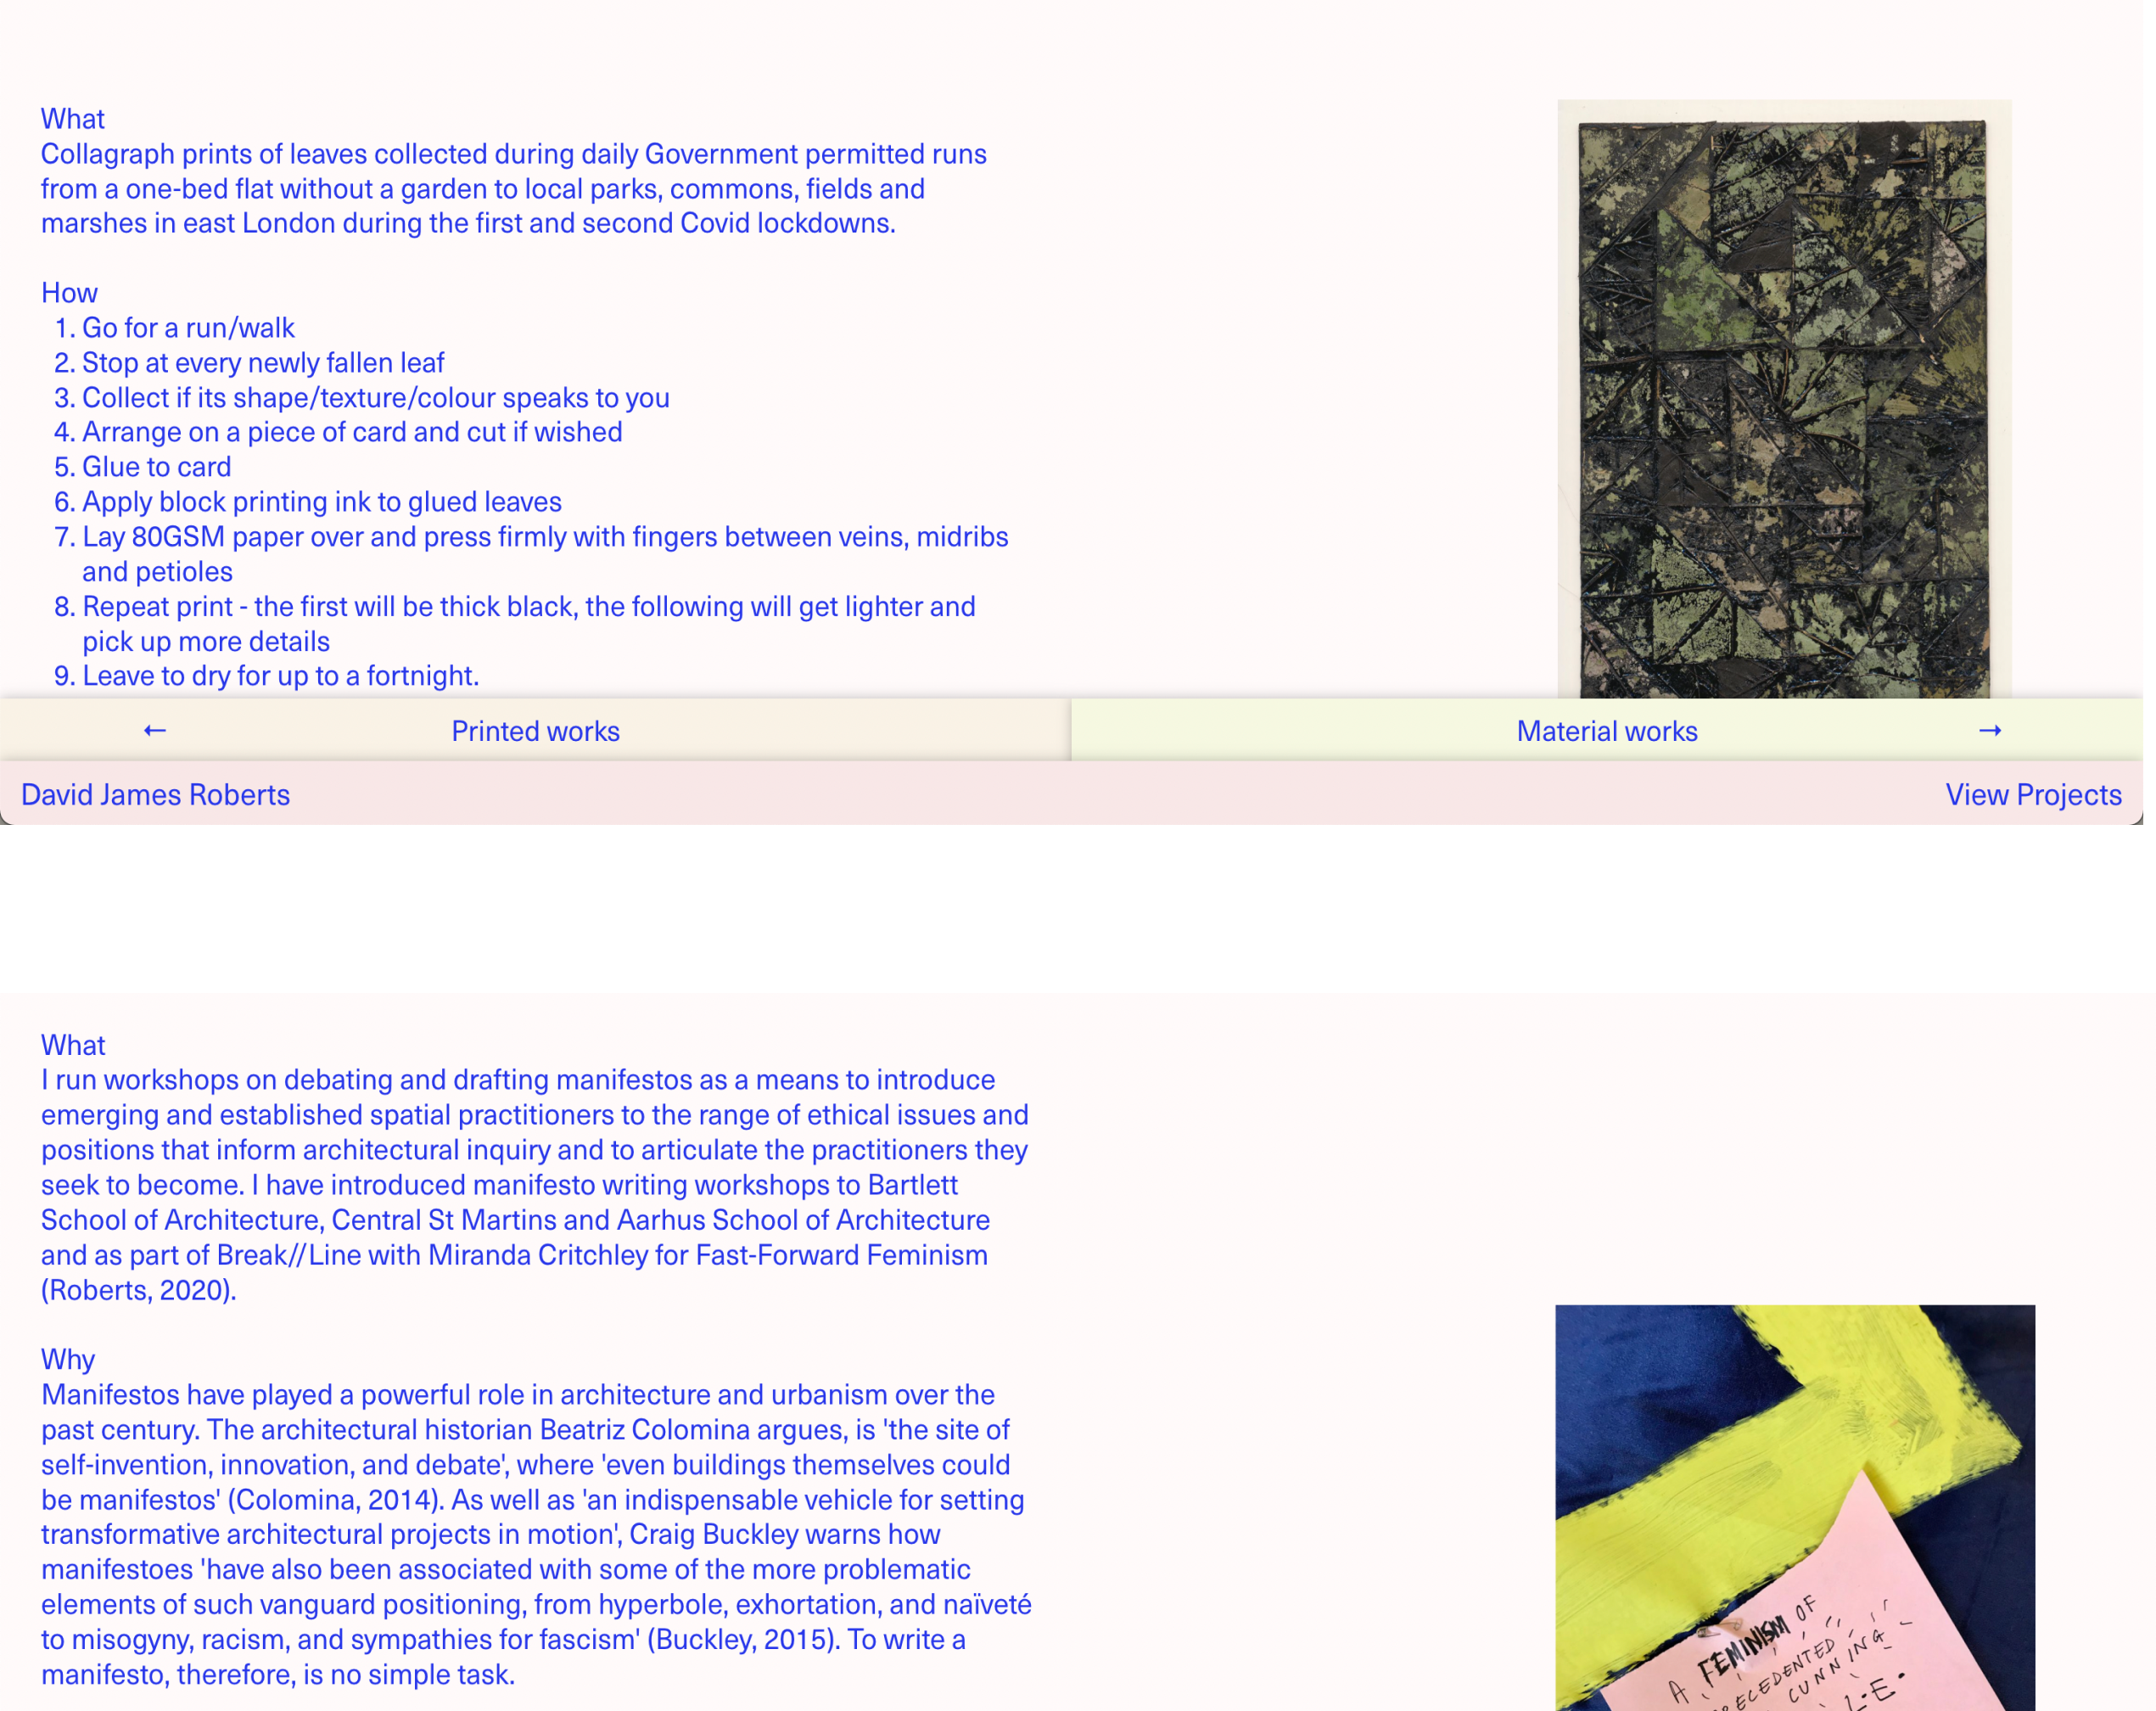 What
Collagraph prints of leaves collected during daily Government permitted runs
from a one-bed flat without a garden to local parks, commons, fields and
marshes in east London during the first and second Covid lockdowns.
How
1. Go for a run/walk
2. Stop at every newly fallen leaf
3. Collect if its shape/texture/colour speaks to you
4. Arrange on a piece of card and cut if wished
5. Glue to card
6. Apply block printing ink to glued leaves
7. Lay 80GSM paper over and press firmly with fingers between veins, midribs
and petioles
8. Repeat print - the first will be thick black, the following will get lighter and
pick up more details
9. Leave to dry for up to a fortnight.
← Printed works
Material works →
David James Roberts
View Projects
What
I run workshops on debating and drafting manifestos as a means to introduce
emerging and established spatial practitioners to the range of ethical issues and
positions that inform architectural inquiry and to articulate the practitioners they
seek to become. I have introduced manifesto writing workshops to Bartlett
School of Architecture, Central St Martins and Aarhus School of Architecture
and as part of Break//Line with Miranda Critchley for Fast-Forward Feminism
(Roberts, 2020).
Why
Manifestos have played a powerful role in architecture and urbanism over the
past century. The architectural historian Beatriz Colomina argues, is 'the site of
self-invention, innovation, and debate', where 'even buildings themselves could
be manifestos' (Colomina, 2014). As well as 'an indispensable vehicle for setting
transformative architectural projects in motion', Craig Buckley warns how
manifestoes 'have also been associated with some of the more problematic
elements of such vanguard positioning, from hyperbole, exhortation, and naïveté
to misogyny, racism, and sympathies for fascism' (Buckley, 2015). To write a
manifesto, therefore, is no simple task.
A FEMINISM OF
CUNNING